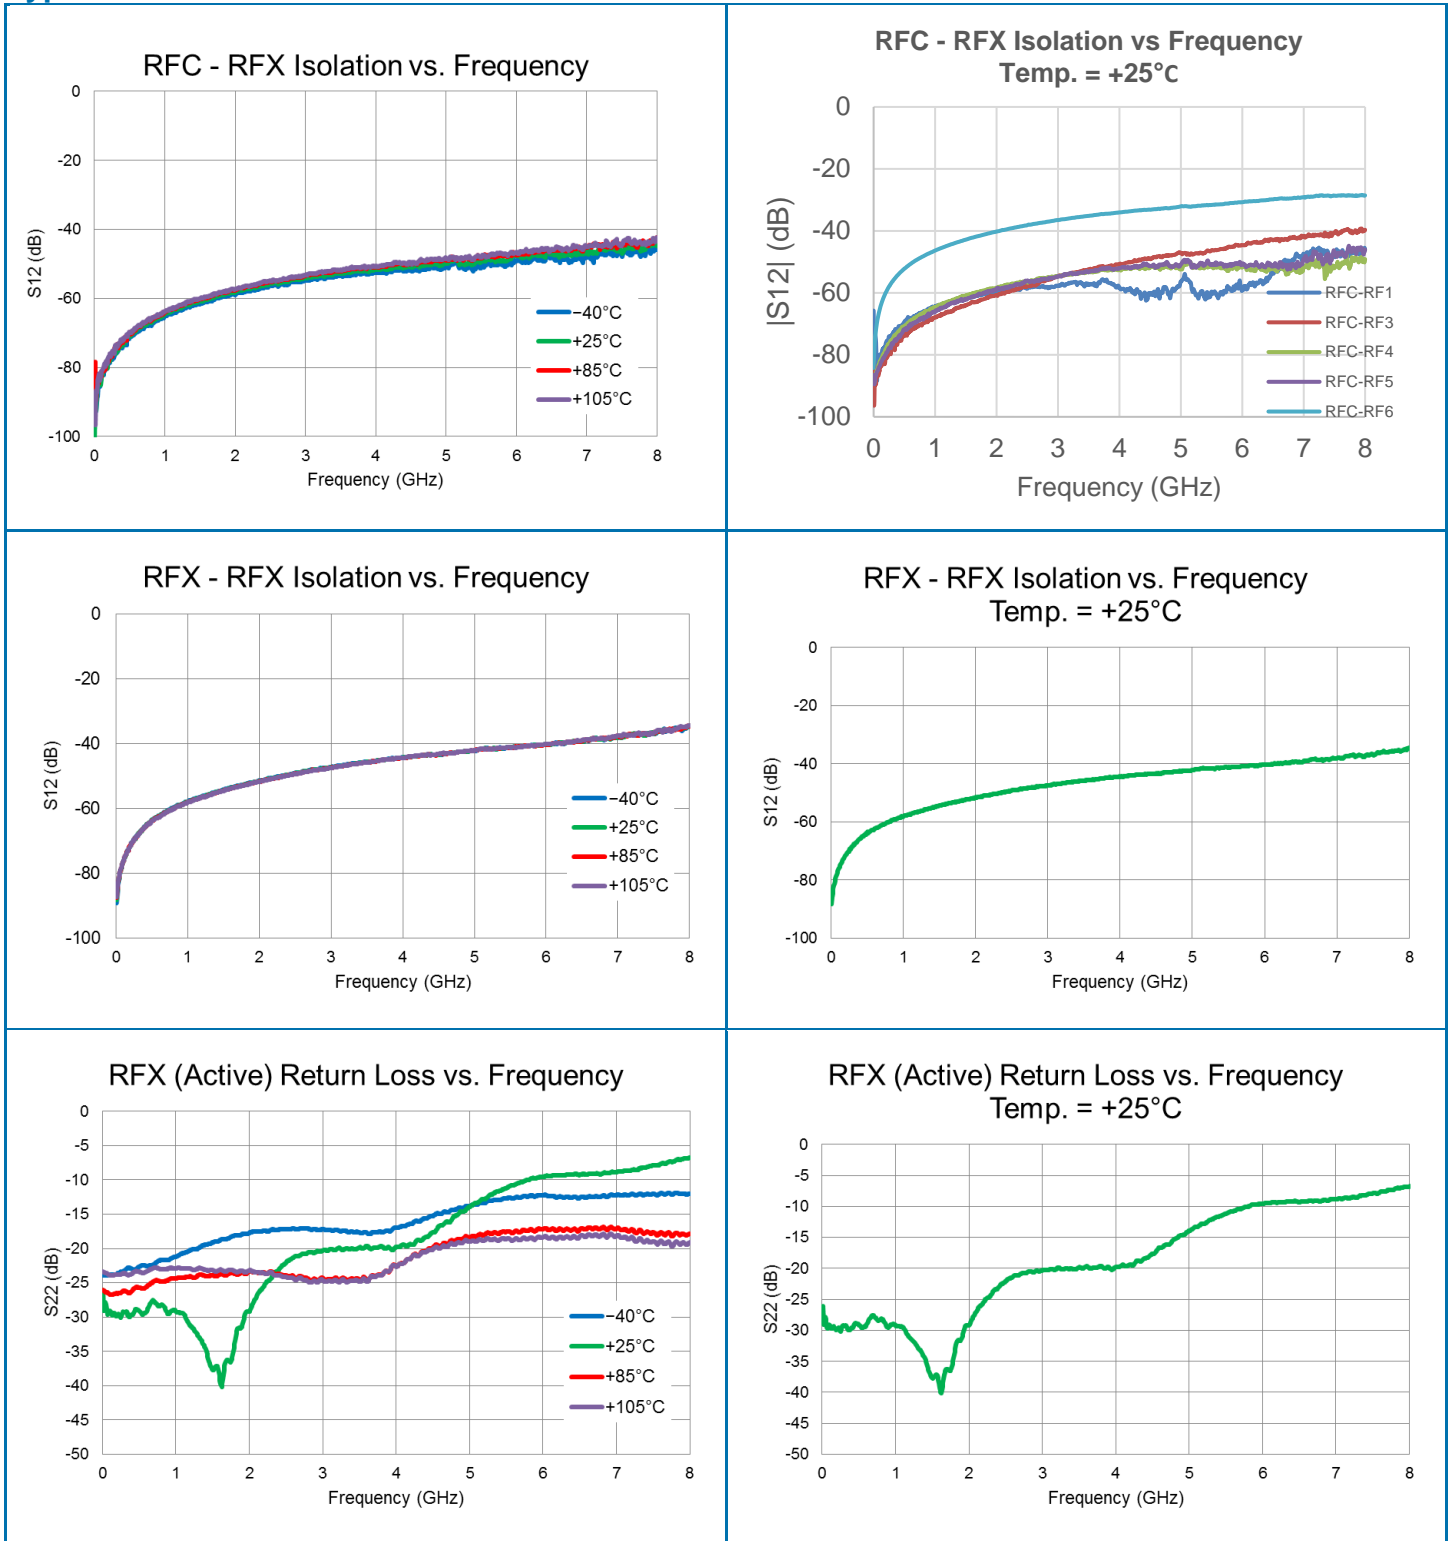 RFC - RFX Isolation vs. Frequency
0
-20
-40
-60
-80
-100
S12 (dB)
−40°C
+25°C
+85°C
+105°C
0 1 2 3 4 5 6 7 8
Frequency (GHz)
RFC - RFX Isolation vs Frequency
Temp. = +25°C
0
-20
-40
-60
-80
-100
|S12| (dB)
RFC-RF1
RFC-RF3
RFC-RF4
RFC-RF5
RFC-RF6
0 1 2 3 4 5 6 7 8
Frequency (GHz)
RFX - RFX Isolation vs. Frequency
0
-20
-40
-60
-80
-100
S12 (dB)
−40°C
+25°C
+85°C
+105°C
0 1 2 3 4 5 6 7 8
Frequency (GHz)
RFX - RFX Isolation vs. Frequency
Temp. = +25°C
0
-20
-40
-60
-80
-100
S12 (dB)
0 1 2 3 4 5 6 7 8
Frequency (GHz)
RFX (Active) Return Loss vs. Frequency
0
-5
-10
-15
-20
-25
-30
-35
-40
-45
-50
S22 (dB)
−40°C
+25°C
+85°C
+105°C
0 1 2 3 4 5 6 7 8
Frequency (GHz)
RFX (Active) Return Loss vs. Frequency
Temp. = +25°C
0
-5
-10
-15
-20
-25
-30
-35
-40
-45
-50
S22 (dB)
0 1 2 3 4 5 6 7 8
Frequency (GHz)